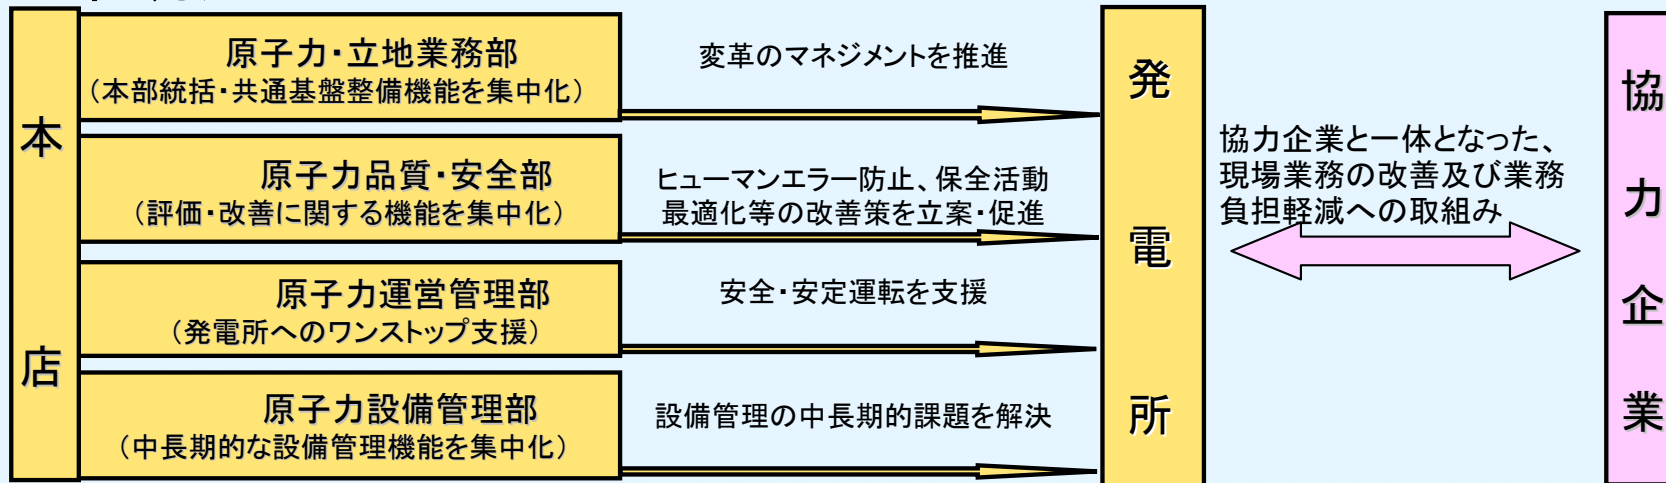 本店
原子力・立地業務部
（本部統括・共通基盤整備機能を集中化）
変革のマネジメントを推進
原子力品質・安全部
（評価・改善に関する機能を集中化）
ヒューマンエラー防止、保全活動
最適化等の改善策を立案・促進
原子力運営管理部
（発電所へのワンストップ支援）
安全・安定運転を支援
原子力設備管理部
（中長期的な設備管理機能を集中化）
設備管理の中長期的課題を解決
発電所
協力企業と一体となった、
現場業務の改善及び業務
負担軽減への取組み
協力企業